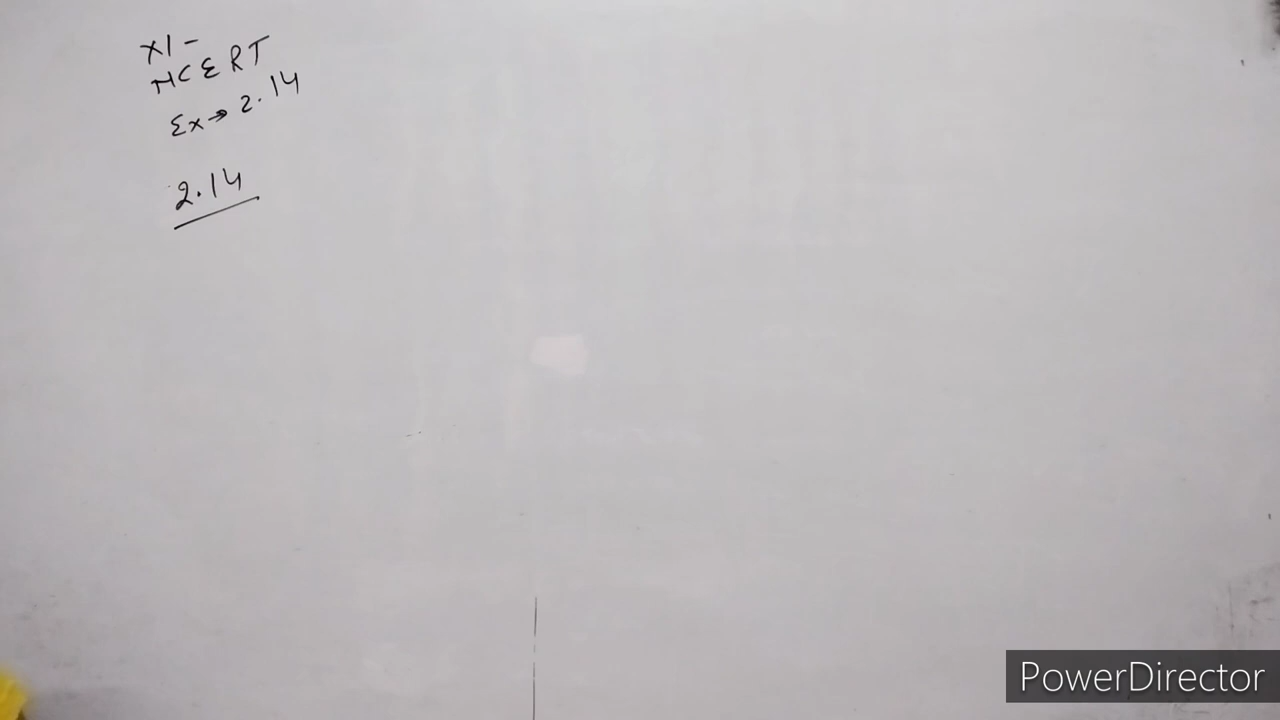 XI -
NCERT
Ex → 2.14
2.14
PowerDirector